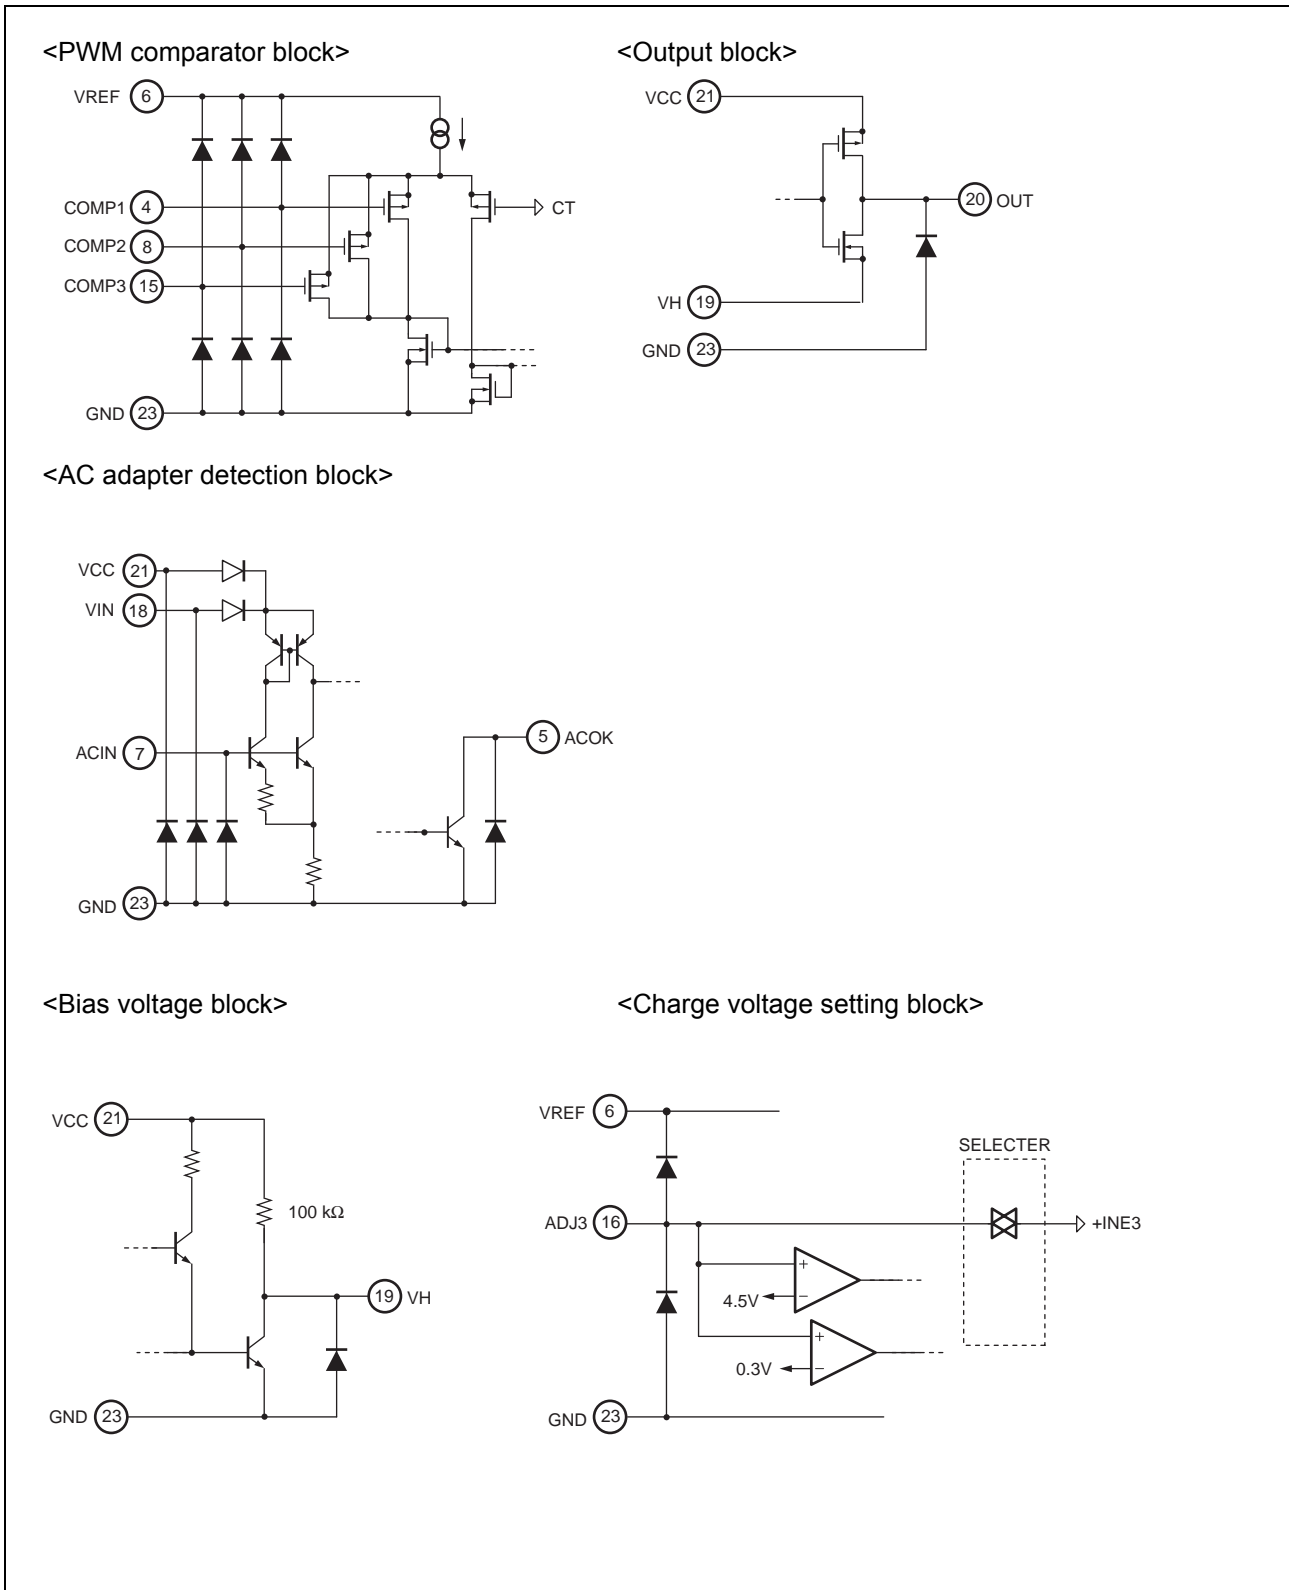 <PWM comparator block>
VREF 6
COMP1 4
CT
COMP2 8
COMP3 15
GND 23
<Output block>
VCC 21
20 OUT
VH 19
GND 23
<AC adapter detection block>
VCC 21
VIN 18
ACIN 7
5 ACOK
GND 23
<Bias voltage block>
VCC 21
100 kΩ
19 VH
GND 23
<Charge voltage setting block>
VREF 6
SELECTER
ADJ3 16
+INE3
+
4.5V
−
+
0.3V
−
GND 23